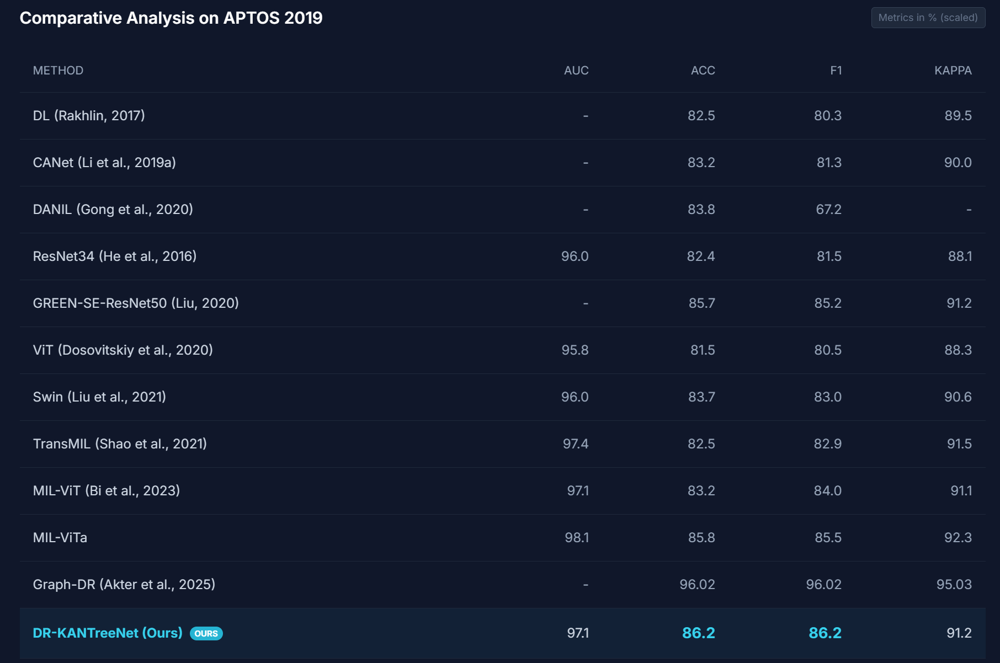 Comparative Analysis on APTOS 2019
Metrics in % (scaled)
METHOD AUC ACC F1 KAPPA
DL (Rakhlin, 2017) - 82.5 80.3 89.5
CANet (Li et al., 2019a) - 83.2 81.3 90.0
DANIL (Gong et al., 2020) - 83.8 67.2 -
ResNet34 (He et al., 2016) 96.0 82.4 81.5 88.1
GREEN-SE-ResNet50 (Liu, 2020) - 85.7 85.2 91.2
ViT (Dosovitskiy et al., 2020) 95.8 81.5 80.5 88.3
Swin (Liu et al., 2021) 96.0 83.7 83.0 90.6
TransMIL (Shao et al., 2021) 97.4 82.5 82.9 91.5
MIL-ViT (Bi et al., 2023) 97.1 83.2 84.0 91.1
MIL-ViTa 98.1 85.8 85.5 92.3
Graph-DR (Akter et al., 2025) - 96.02 96.02 95.03
DR-KANTreeNet (Ours) OURS 97.1 86.2 86.2 91.2